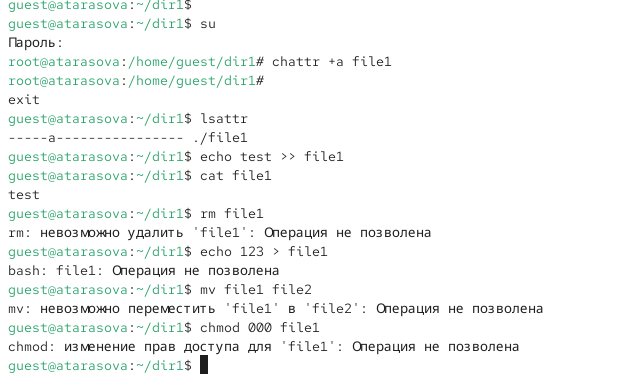 guest@atarasova:~/dir1$
guest@atarasova:~/dir1$ su
Пароль:
root@atarasova:/home/guest/dir1# chattr +a file1
root@atarasova:/home/guest/dir1#
exit
guest@atarasova:~/dir1$ lsattr
-----a---------------- ./file1
guest@atarasova:~/dir1$ echo test >> file1
guest@atarasova:~/dir1$ cat file1
test
guest@atarasova:~/dir1$ rm file1
rm: невозможно удалить 'file1': Операция не позволена
guest@atarasova:~/dir1$ echo 123 > file1
bash: file1: Операция не позволена
guest@atarasova:~/dir1$ mv file1 file2
mv: невозможно переместить 'file1' в 'file2': Операция не позволена
guest@atarasova:~/dir1$ chmod 000 file1
chmod: изменение прав доступа для 'file1': Операция не позволена
guest@atarasova:~/dir1$